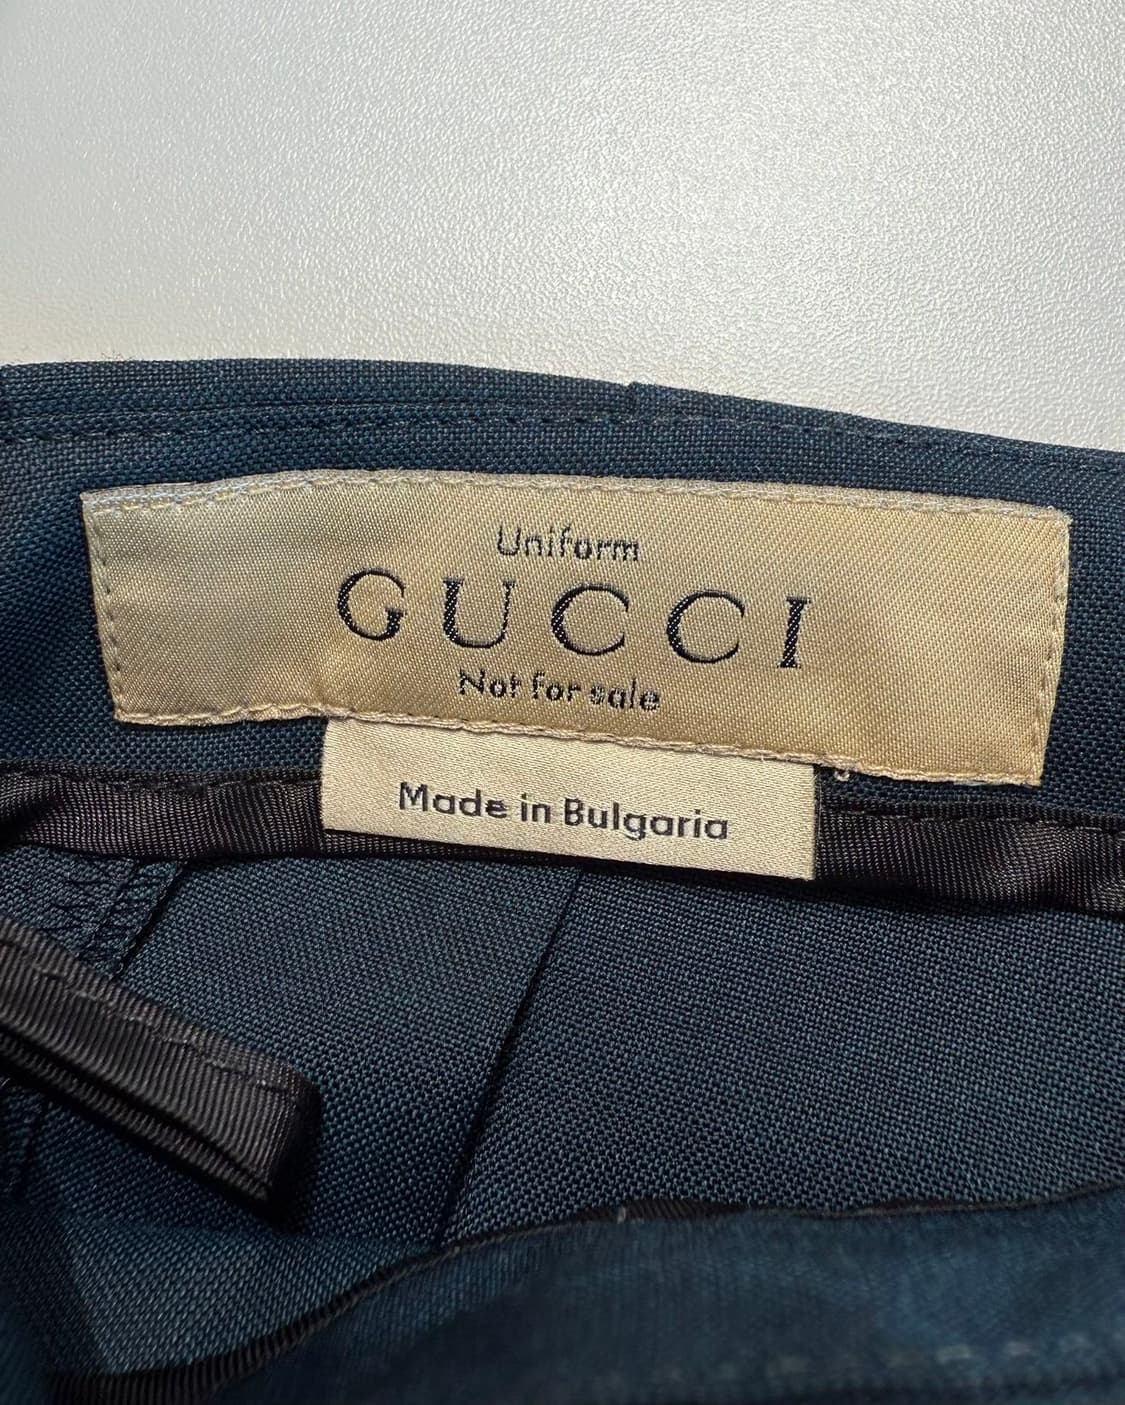 Uniform
GUCCI
Not for sale
Made in Bulgaria